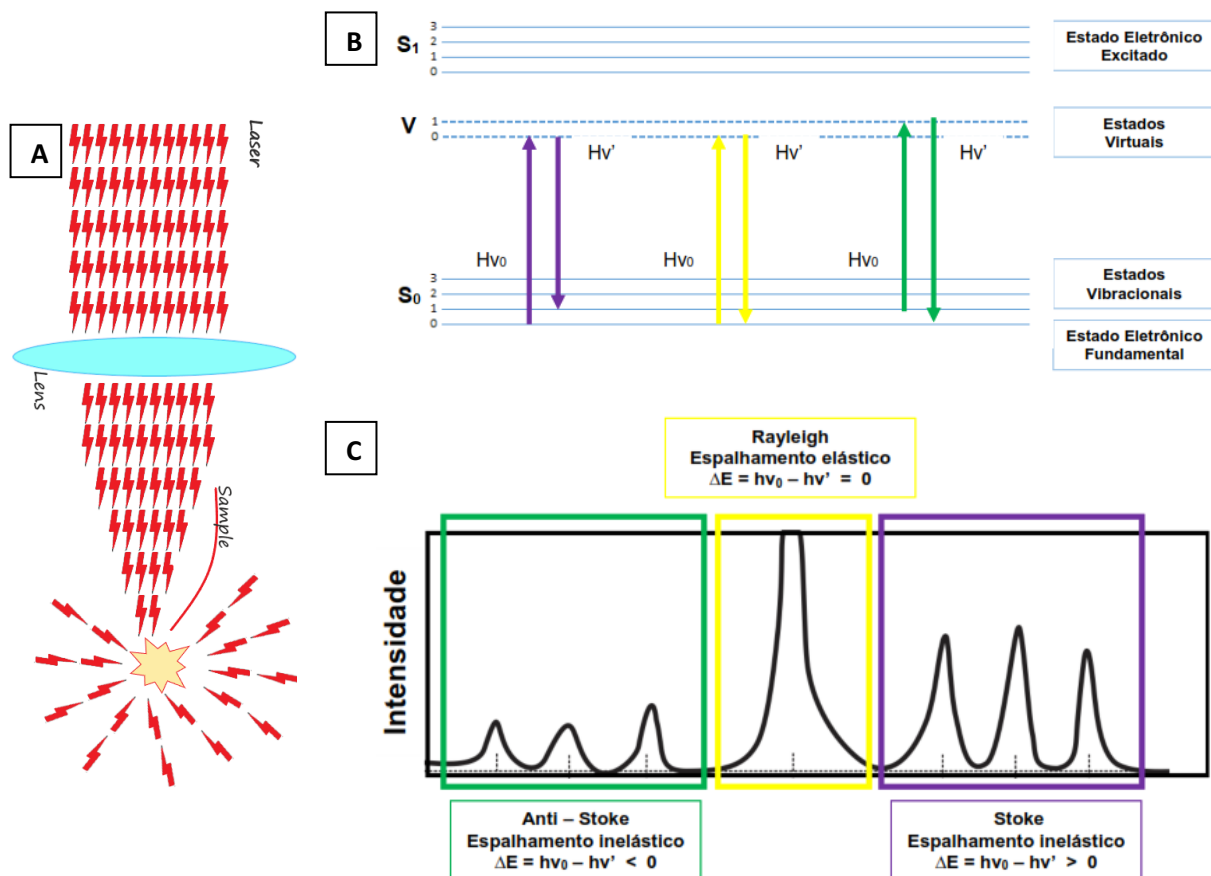 A
Laser
Lens
Sample
B
S1
3
2
1
0
Estado Eletrônico
Excitado
V
1
0
Hv’
Hv’
Hv’
Estados
Virtuais
Hv0
Hv0
Hv0
S0
3
2
1
0
Estados
Vibracionais
Estado Eletrônico
Fundamental
C
Rayleigh
Espalhamento elástico
ΔE = hv0 – hv’ = 0
Intensidade
Anti – Stoke
Espalhamento inelástico
ΔE = hv0 – hv’ < 0
Stoke
Espalhamento inelástico
ΔE = hv0 – hv’ > 0